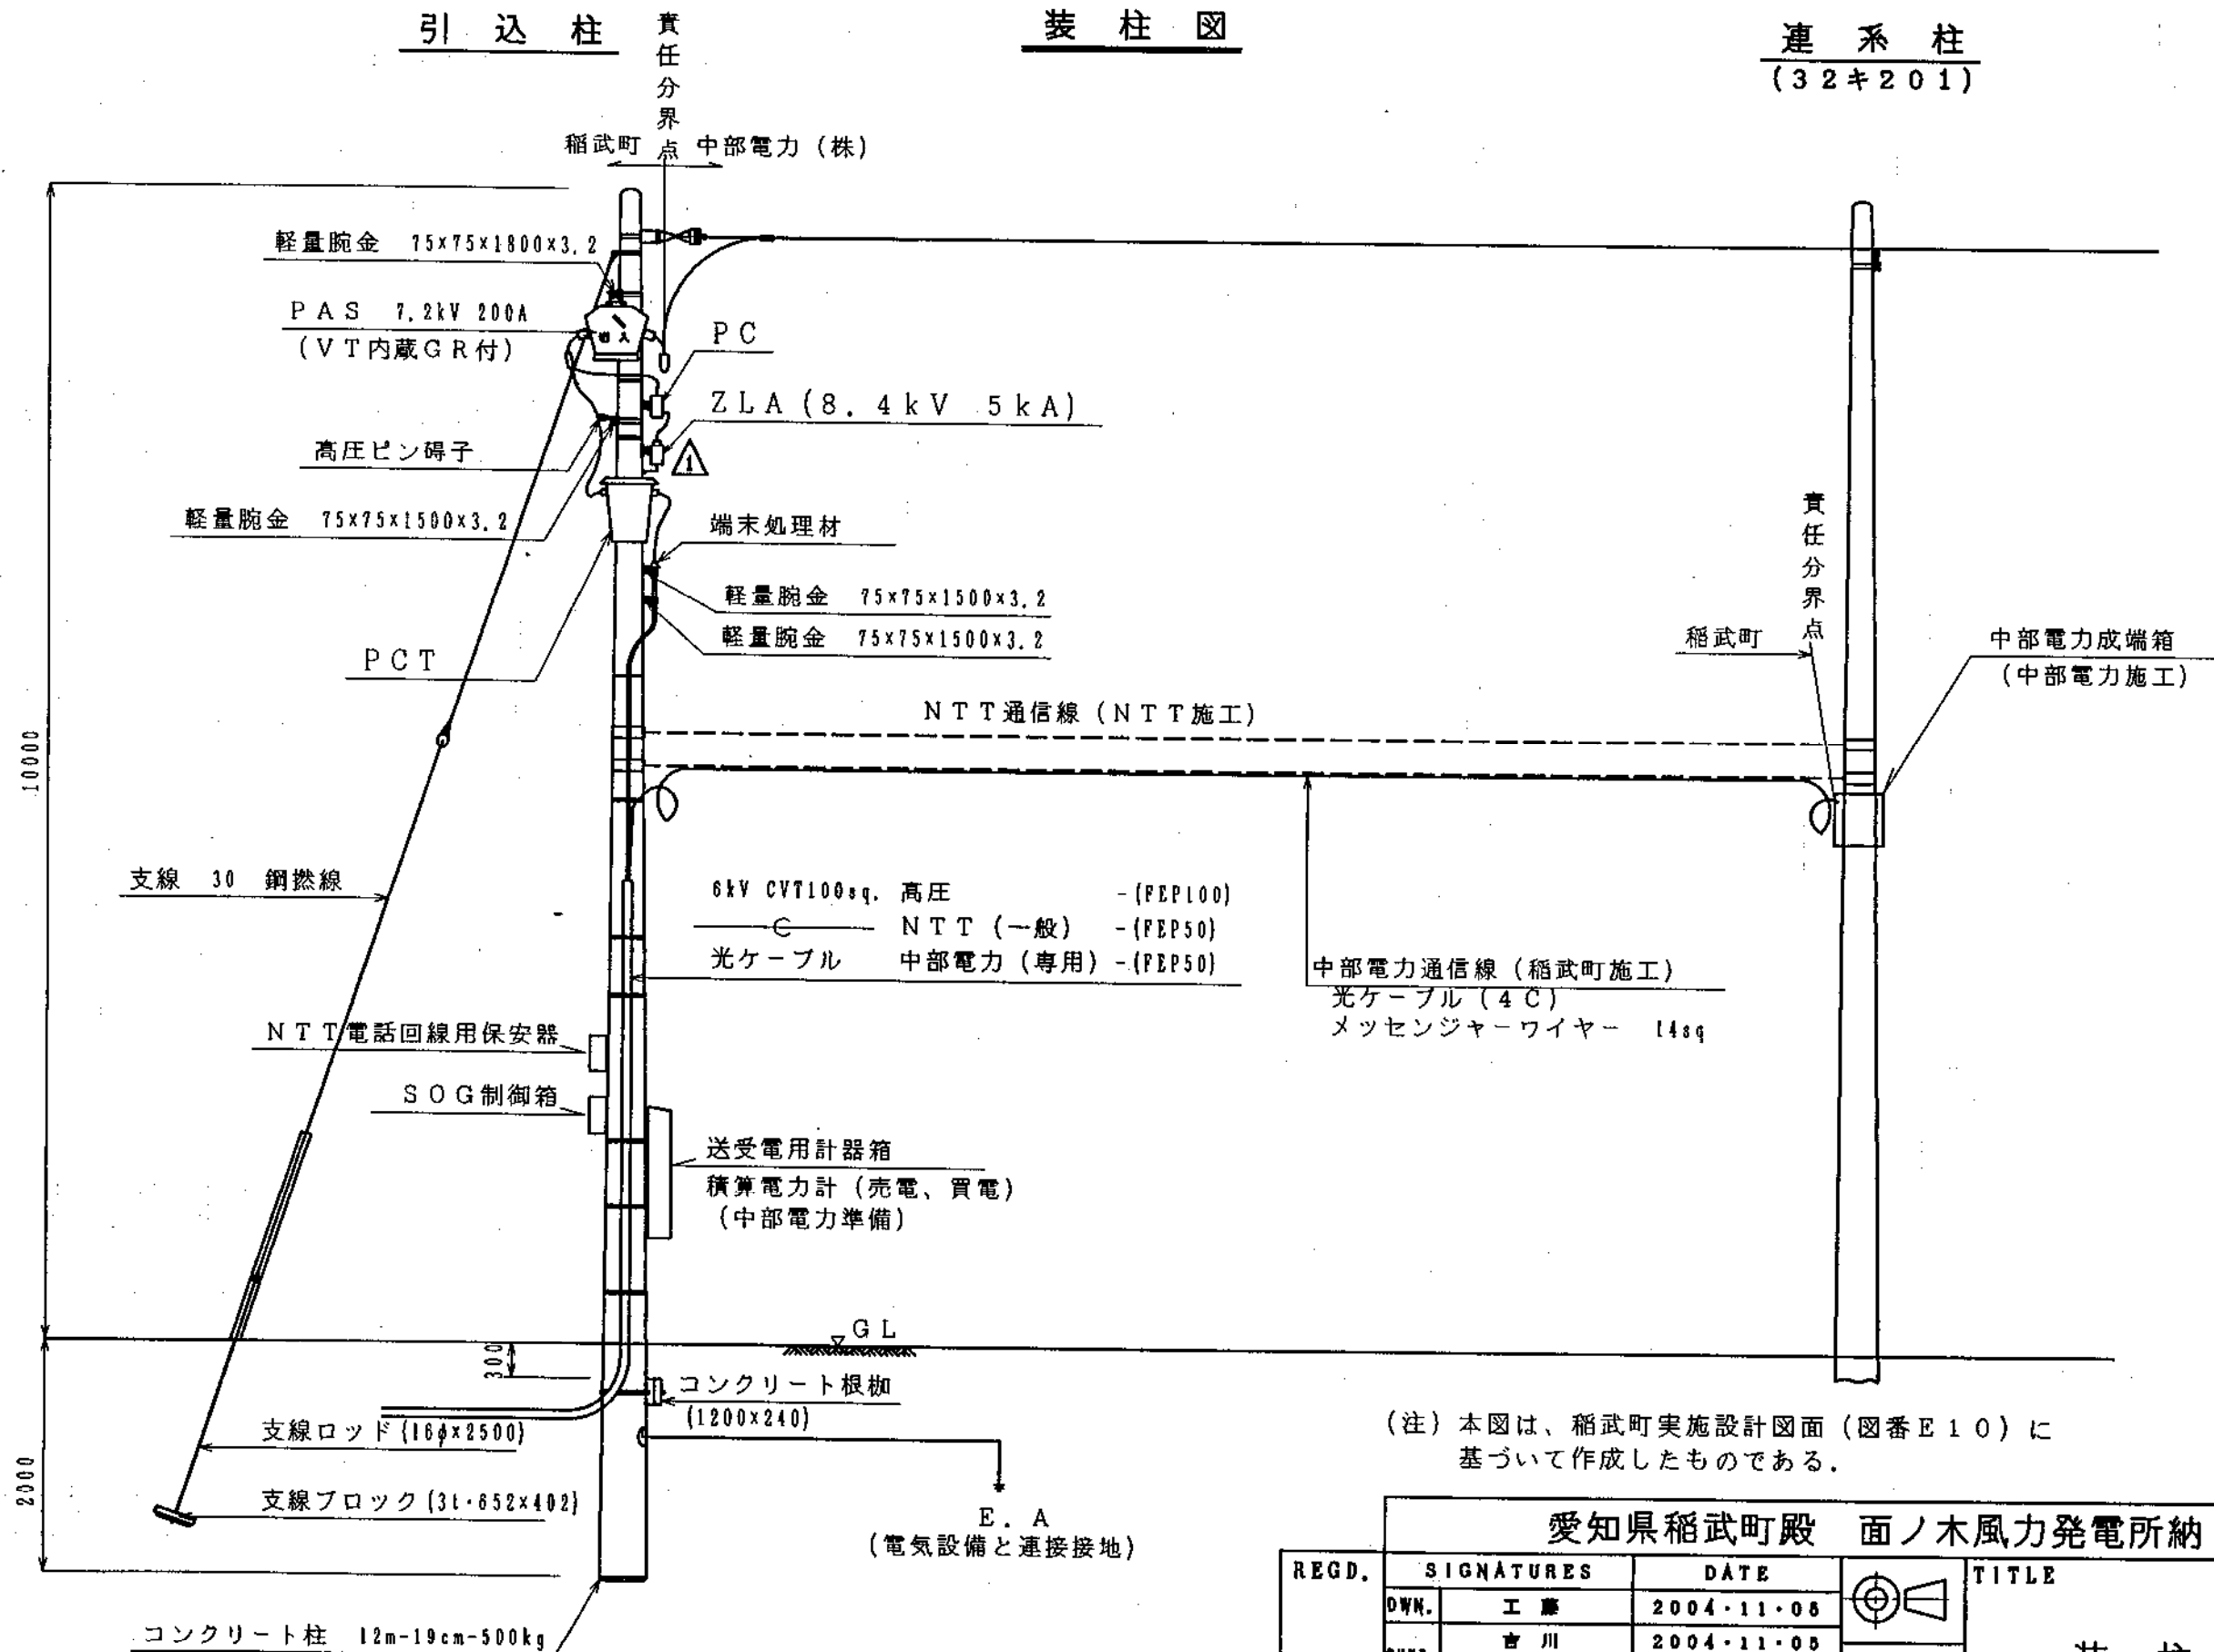 引込柱
装柱図
連系柱
(32キ201)
責任分界点
稲武町
中部電力(株)
軽量腕金 75×75×1800×3.2
PAS 7.2kV 200A
(VT内蔵GR付)
切 入
PC
ZLA(8.4kV 5kA)
1
高圧ピン碍子
軽量腕金 75×75×1500×3.2
端末処理材
軽量腕金 75×75×1500×3.2
軽量腕金 75×75×1500×3.2
PCT
責任分界点
稲武町
中部電力成端箱
(中部電力施工)
NTT通信線(NTT施工)
10000
支線 30 鋼撚線
6kV CVT100sq. 高圧 -(FEP100)
C NTT(一般) -(FEP50)
光ケーブル 中部電力(専用) -(FEP50)
中部電力通信線(稲武町施工)
光ケーブル(4C)
メッセンジャーワイヤー 14sq
NTT電話回線用保安器
SOG制御箱
送受電用計器箱
積算電力計(売電、買電)
(中部電力準備)
GL
300
コンクリート根枷
(1200×240)
支線ロッド(16φ×2500)
2000
支線ブロック(3t・652×402)
E.A
(電気設備と連接接地)
コンクリート柱 12m-19cm-500kg
(注)本図は、稲武町実施設計図面(図番E10)に
基づいて作成したものである.
愛知県稲武町殿 面ノ木風力発電所納
REGD.
SIGNATURES
DATE
TITLE
DWN.
工藤
2004・11・05
吉川
2004・11・05
装 柱